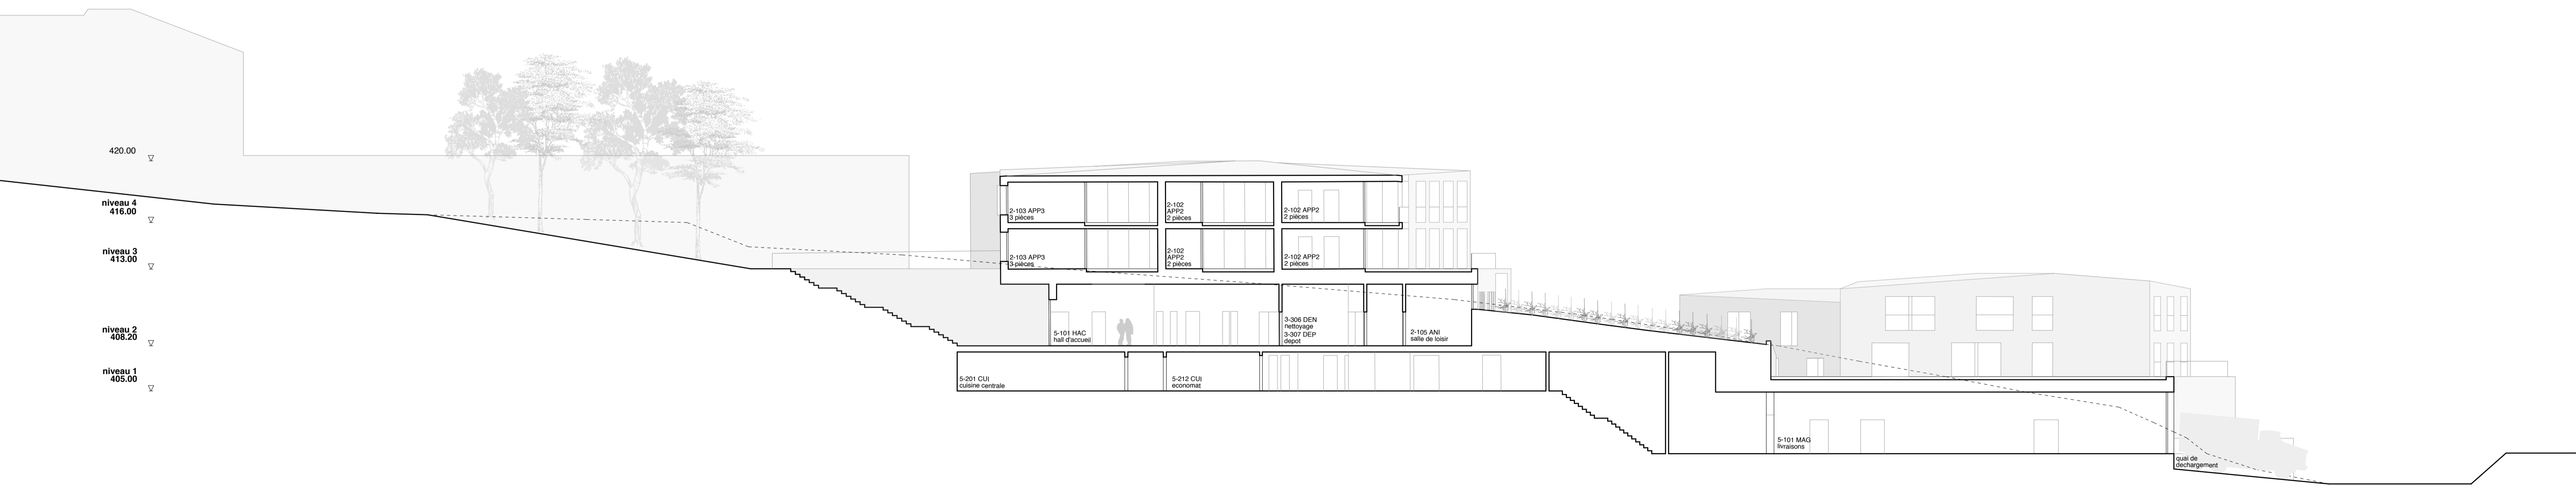 420.00
niveau 4
416.00
niveau 3
413.00
niveau 2
408.20
niveau 1
405.00
2-103 APP3
3 pièces
2-102
APP2
2 pièces
2-102 APP2
2 pièces
2-103 APP3
3 pièces
2-102
APP2
2 pièces
2-102 APP2
2 pièces
5-101 HAC
hall d'accueil
3-306 DEN
nettoyage
3-307 DEP
depot
2-105 ANI
salle de loisir
5-201 CUI
cuisine centrale
5-212 CUI
economat
5-101 MAG
livraisons
quai de
dechargement